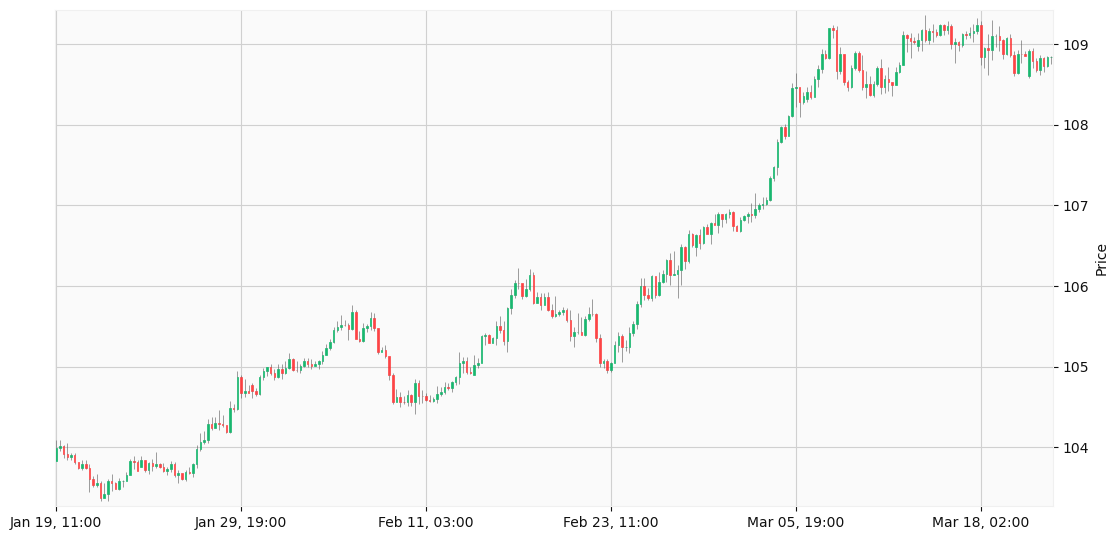 109
108
107
106
105
104
Price
Jan 19, 11:00
Jan 29, 19:00
Feb 11, 03:00
Feb 23, 11:00
Mar 05, 19:00
Mar 18, 02:00